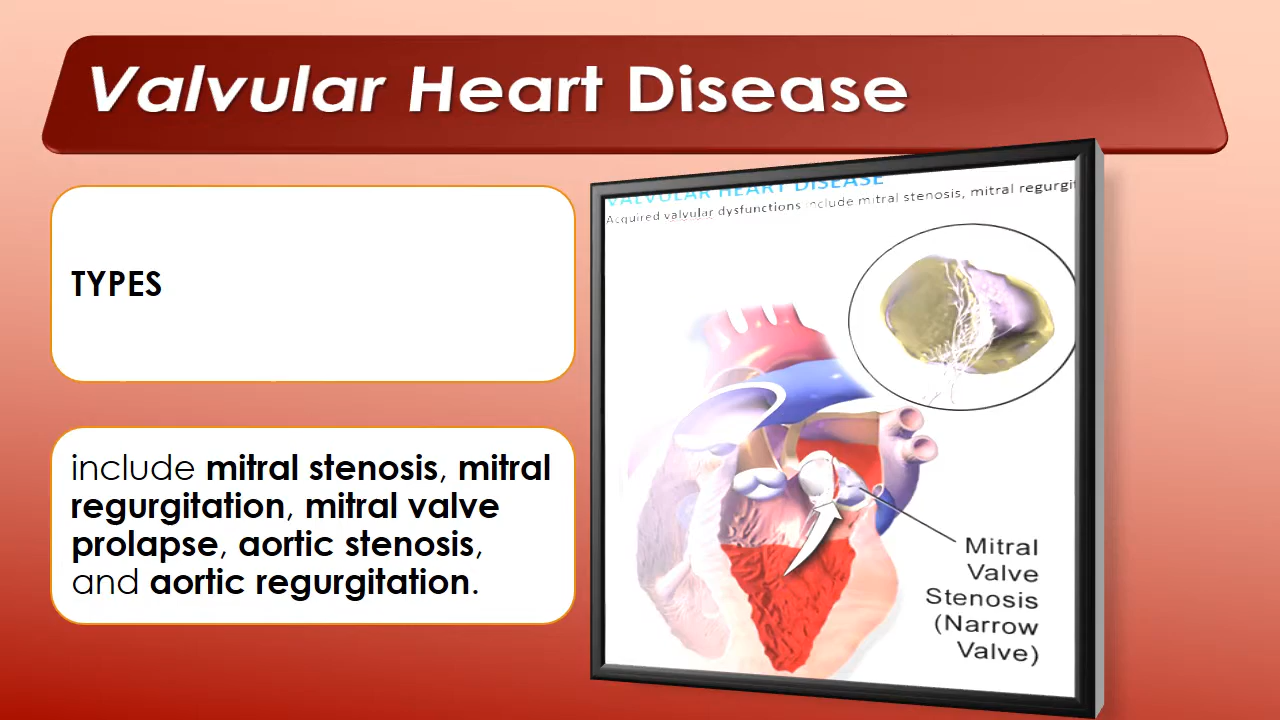 Valvular Heart Disease
TYPES
include mitral stenosis, mitral
regurgitation, mitral valve
prolapse, aortic stenosis,
and aortic regurgitation.
VALVULAR HEART DISEASE
Acquired valvular dysfunctions include mitral stenosis, mitral regurgit
Mitral
Valve
Stenosis
(Narrow
Valve)